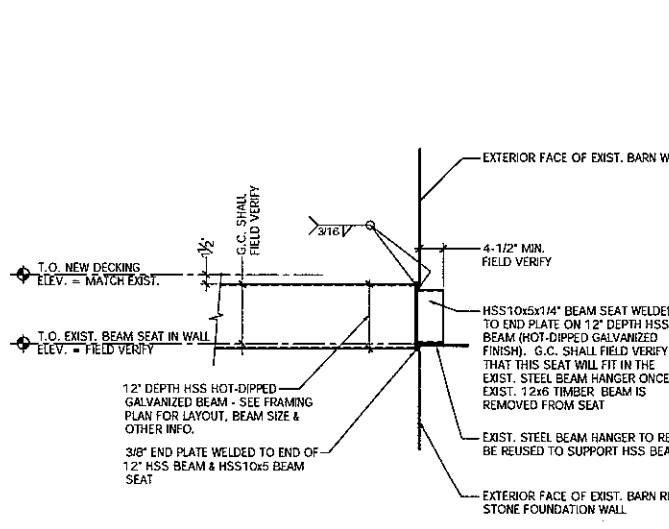 EXTERIOR FACE OF EXIST. BARN
G.C. SHALL
FIELD VERIFY
1½"
3/16
4-1/2" MIN.
FIELD VERIFY
T.O. NEW DECKING
ELEV. = MATCH EXIST.
HSS10x5x1/4" BEAM SEAT WELDED
TO END PLATE ON 12" DEPTH HSS
BEAM (HOT-DIPPED GALVANIZED
FINISH). G.C. SHALL FIELD VERIFY
THAT THIS SEAT WILL FIT IN THE
EXIST. STEEL BEAM HANGER ONCE
EXIST. 12x6 TIMBER BEAM IS
REMOVED FROM SEAT
T.O. EXIST. BEAM SEAT IN WALL
ELEV. = FIELD VERIFY
12" DEPTH HSS HOT-DIPPED
GALVANIZED BEAM - SEE FRAMING
PLAN FOR LAYOUT, BEAM SIZE &
OTHER INFO.
3/8" END PLATE WELDED TO END OF
12" HSS BEAM & HSS10x5 BEAM
SEAT
EXIST. STEEL BEAM HANGER TO
BE REUSED TO SUPPORT HSS
EXTERIOR FACE OF EXIST. BARN
STONE FOUNDATION WALL